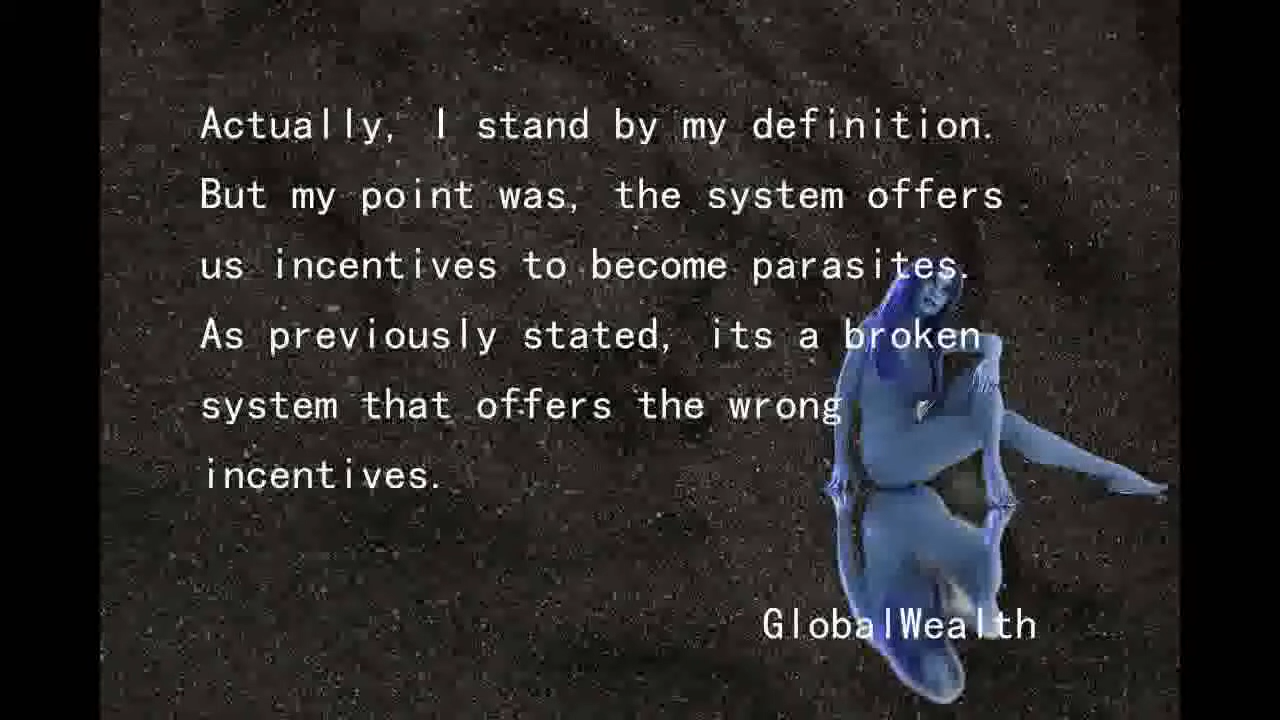 Actually, I stand by my definition.
But my point was, the system offers
us incentives to become parasites.
As previously stated, its a broken
system that offers the wrong
incentives.
GlobalWealth